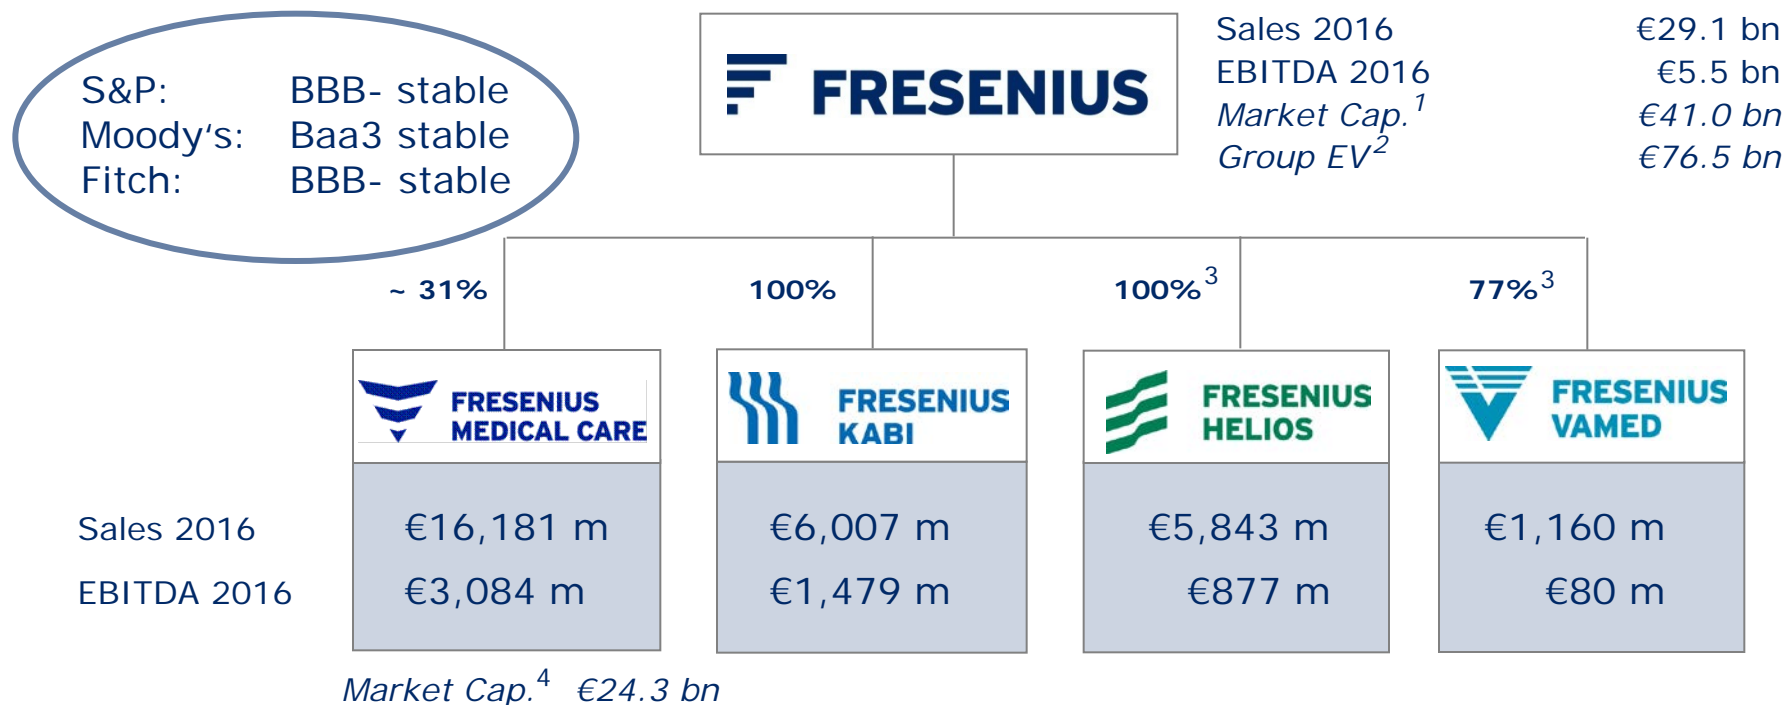 S&P: BBB- stable
Moody‘s: Baa3 stable
Fitch: BBB- stable
FRESENIUS
Sales 2016 €29.1 bn
EBITDA 2016 €5.5 bn
Market Cap.1 €41.0 bn
Group EV2 €76.5 bn
~ 31% 100% 100%3 77%3
FRESENIUS
MEDICAL CARE
FRESENIUS
KABI
FRESENIUS
HELIOS
FRESENIUS
VAMED
Sales 2016 €16,181 m €6,007 m €5,843 m €1,160 m
EBITDA 2016 €3,084 m €1,479 m €877 m €80 m
Market Cap.4 €24.3 bn